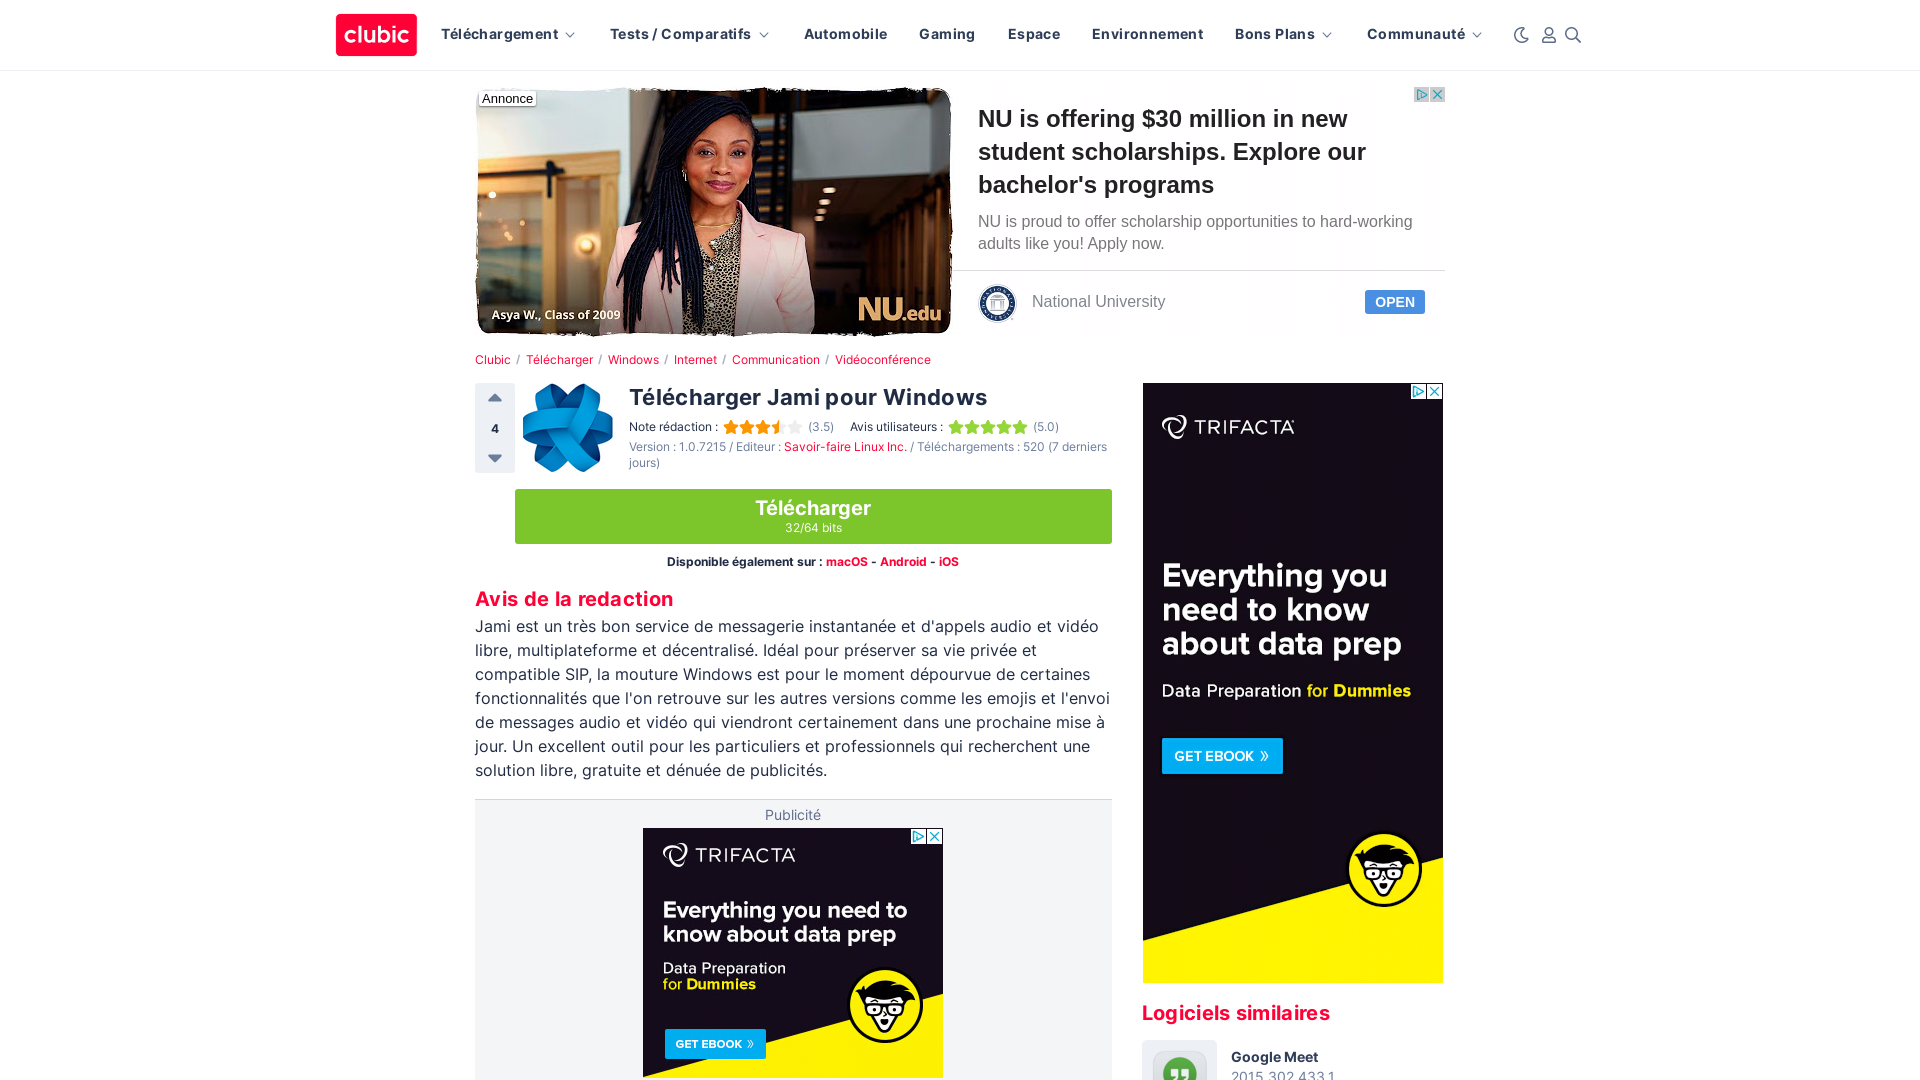 clubic
Téléchargement
Tests / Comparatifs
Automobile
Gaming
Espace
Environnement
Bons Plans
Communauté
Annonce
Asya W., Class of 2009
NU.edu
NU is offering $30 million in new
student scholarships. Explore our
bachelor's programs
NU is proud to offer scholarship opportunities to hard-working
adults like you! Apply now.
National University
OPEN
Clubic / Télécharger / Windows / Internet / Communication / Vidéoconférence
4
Télécharger Jami pour Windows
Note rédaction : (3.5) Avis utilisateurs : (5.0)
Version : 1.0.7215 / Editeur : Savoir-faire Linux Inc. / Téléchargements : 520 (7 derniers
jours)
Télécharger
32/64 bits
Disponible également sur : macOS - Android - iOS
Avis de la redaction
Jami est un très bon service de messagerie instantanée et d'appels audio et vidéo
libre, multiplateforme et décentralisé. Idéal pour préserver sa vie privée et
compatible SIP, la mouture Windows est pour le moment dépourvue de certaines
fonctionnalités que l'on retrouve sur les autres versions comme les emojis et l'envoi
de messages audio et vidéo qui viendront certainement dans une prochaine mise à
jour. Un excellent outil pour les particuliers et professionnels qui recherchent une
solution libre, gratuite et dénuée de publicités.
Publicité
TRIFACTA
Everything you need to
know about data prep
Data Preparation
for Dummies
GET EBOOK »
TRIFACTA
Everything you
need to know
about data prep
Data Preparation for Dummies
GET EBOOK »
Logiciels similaires
Google Meet
2015.302.433.1